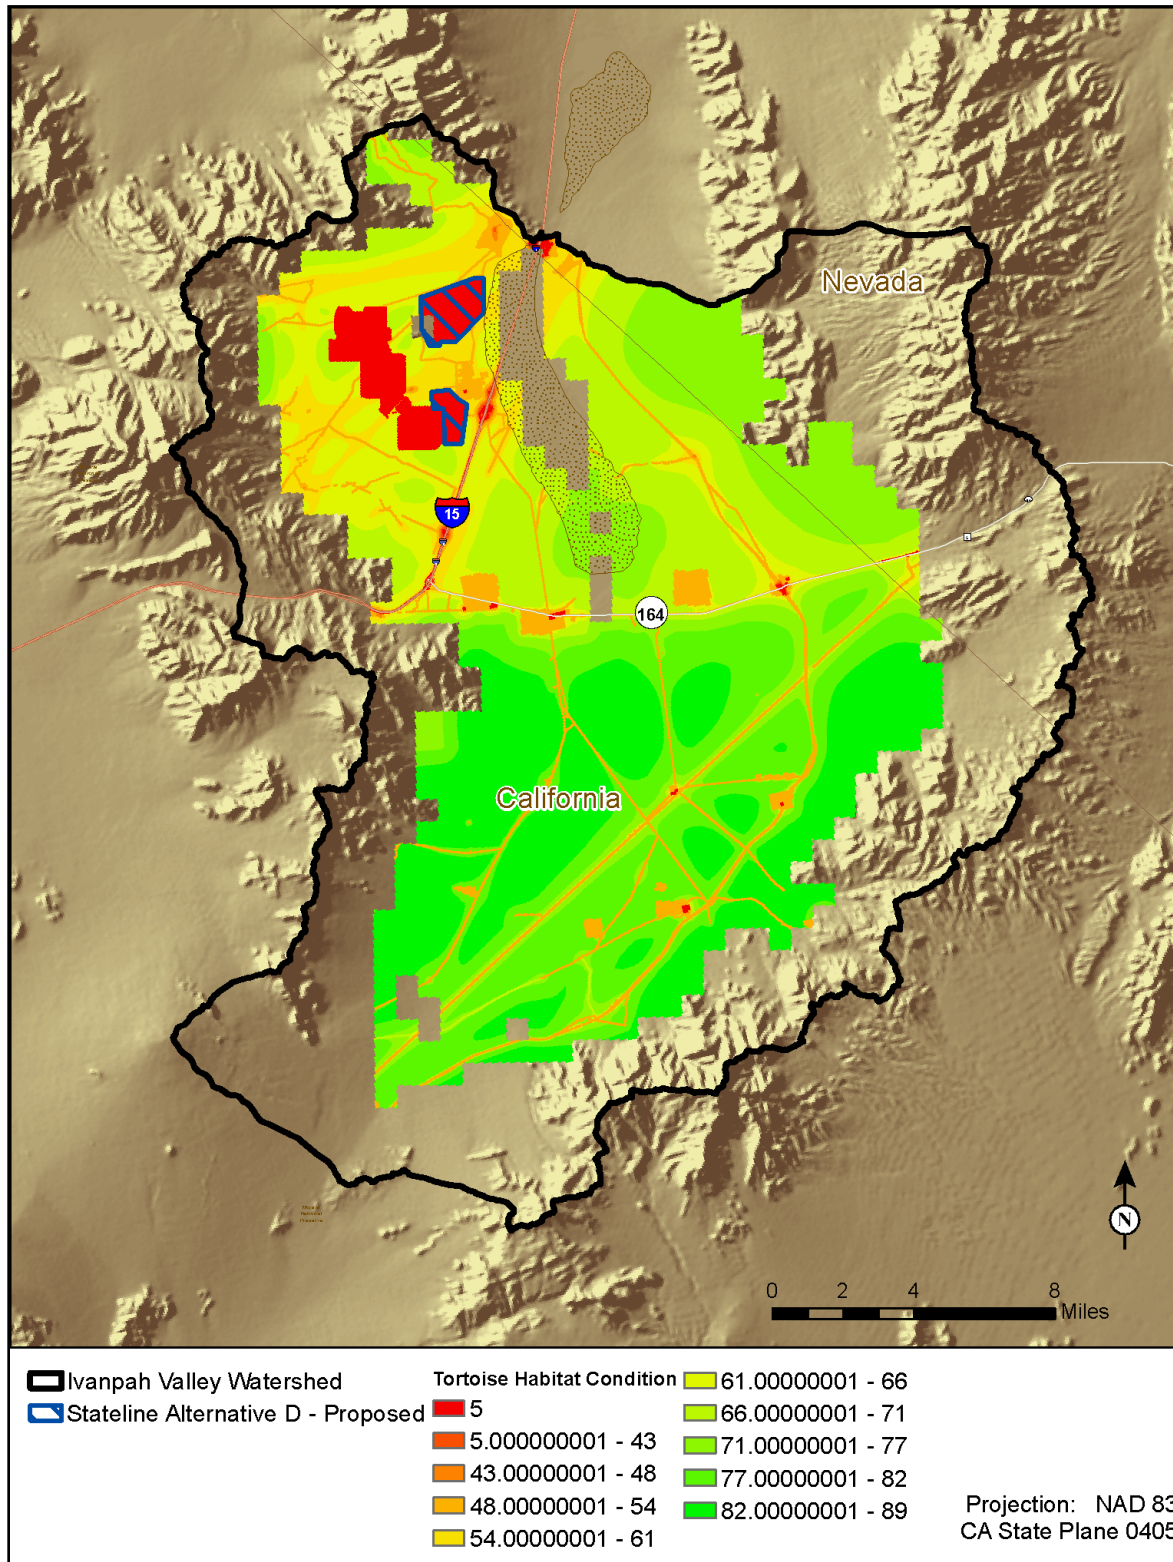 Nevada
15
164
California
N
0 2 4 8
Miles
Ivanpah Valley Watershed
Stateline Alternative D - Proposed
Tortoise Habitat Condition
5
5.000000001 - 43
43.00000001 - 48
48.00000001 - 54
54.00000001 - 61
61.00000001 - 66
66.00000001 - 71
71.00000001 - 77
77.00000001 - 82
82.00000001 - 89
Projection: NAD 83
CA State Plane 0405